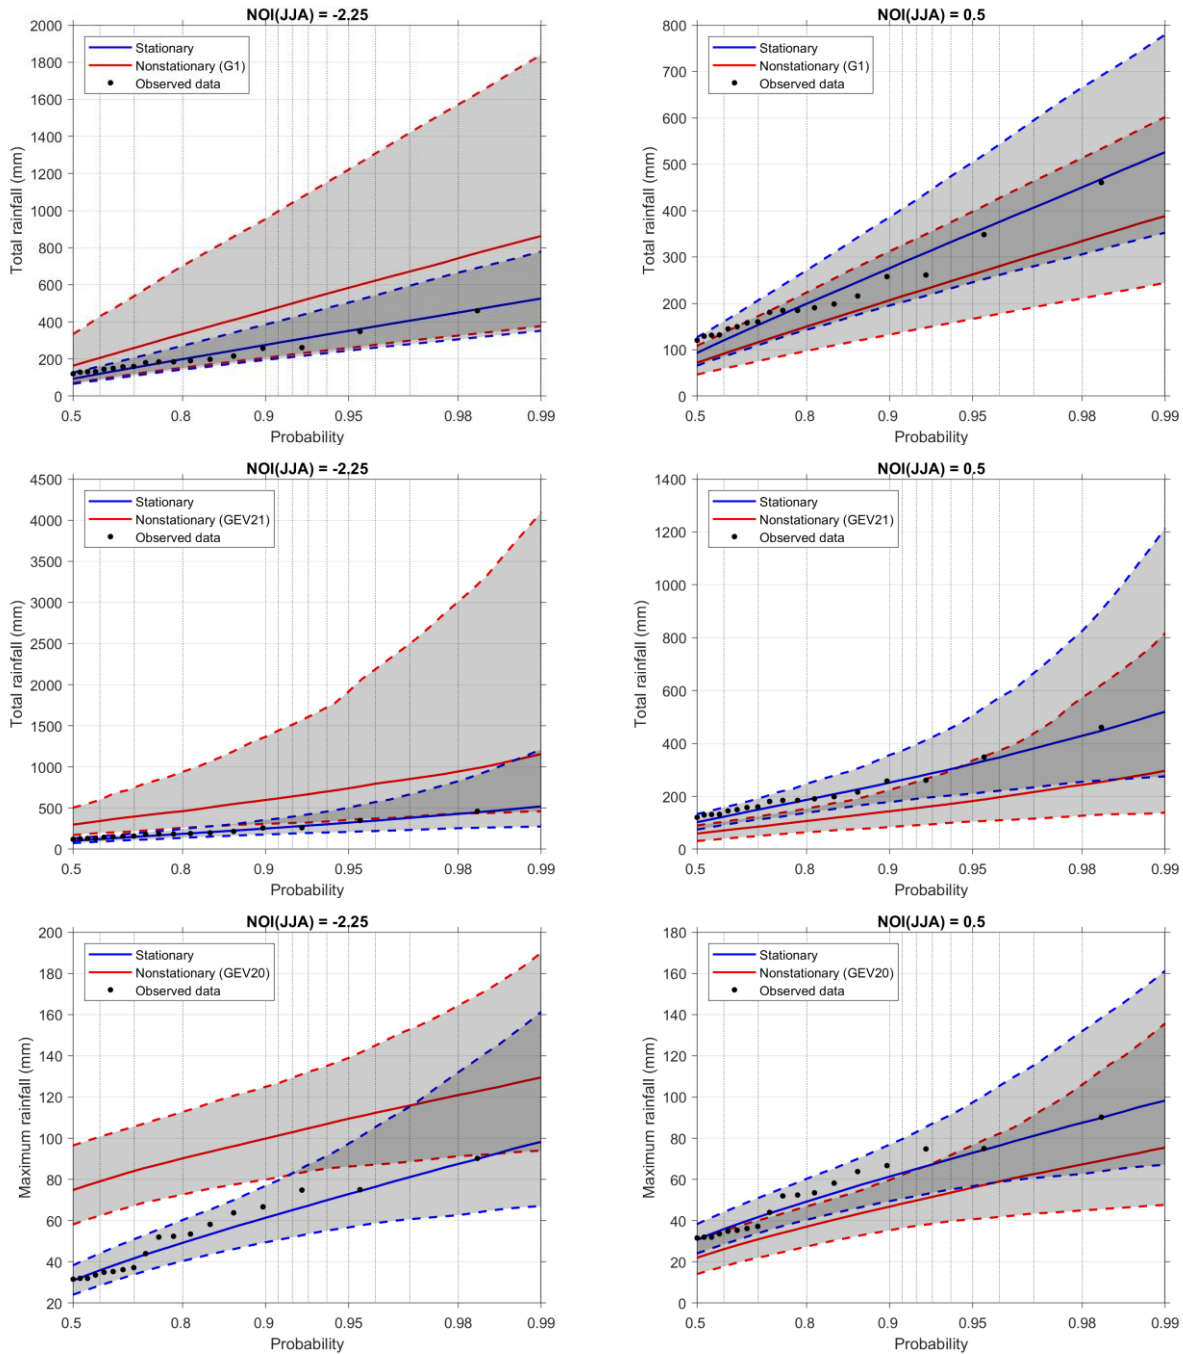 NOI(JJA) = -2.25
2000
1800
1600
1400
1200
1000
800
600
400
200
0
Total rainfall (mm)
Stationary
Nonstationary (G1)
Observed data
0.5
0.8
0.9
0.95
0.98
0.99
Probability
NOI(JJA) = 0.5
800
700
600
500
400
300
200
100
0
Total rainfall (mm)
Stationary
Nonstationary (G1)
Observed data
0.5
0.8
0.9
0.95
0.98
0.99
Probability
NOI(JJA) = -2.25
4500
4000
3500
3000
2500
2000
1500
1000
500
0
Total rainfall (mm)
Stationary
Nonstationary (GEV21)
Observed data
0.5
0.8
0.9
0.95
0.98
0.99
Probability
NOI(JJA) = 0.5
1400
1200
1000
800
600
400
200
0
Total rainfall (mm)
Stationary
Nonstationary (GEV21)
Observed data
0.5
0.8
0.9
0.95
0.98
0.99
Probability
NOI(JJA) = -2.25
200
180
160
140
120
100
80
60
40
20
Maximum rainfall (mm)
Stationary
Nonstationary (GEV20)
Observed data
0.5
0.8
0.9
0.95
0.98
0.99
Probability
NOI(JJA) = 0.5
180
160
140
120
100
80
60
40
20
0
Maximum rainfall (mm)
Stationary
Nonstationary (GEV20)
Observed data
0.5
0.8
0.9
0.95
0.98
0.99
Probability